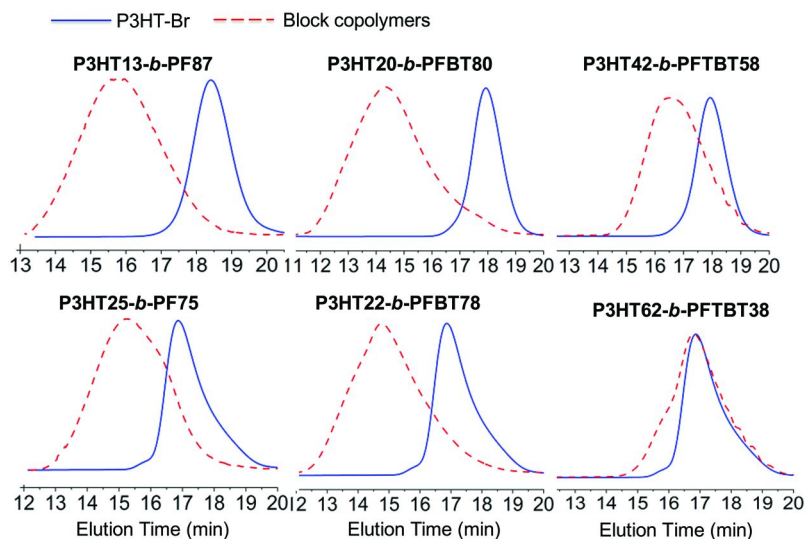 P3HT-Br Block copolymers
P3HT13-b-PF87 P3HT20-b-PFBT80 P3HT42-b-PFTBT58
13 14 15 16 17 18 19 20 11 12 13 14 15 16 17 18 19 20 13 14 15 16 17 18 19 20
P3HT25-b-PF75 P3HT22-b-PFBT78 P3HT62-b-PFTBT38
12 13 14 15 16 17 18 19 20 12 13 14 15 16 17 18 19 20 13 14 15 16 17 18 19 20
Elution Time (min) Elution Time (min) Elution Time (min)